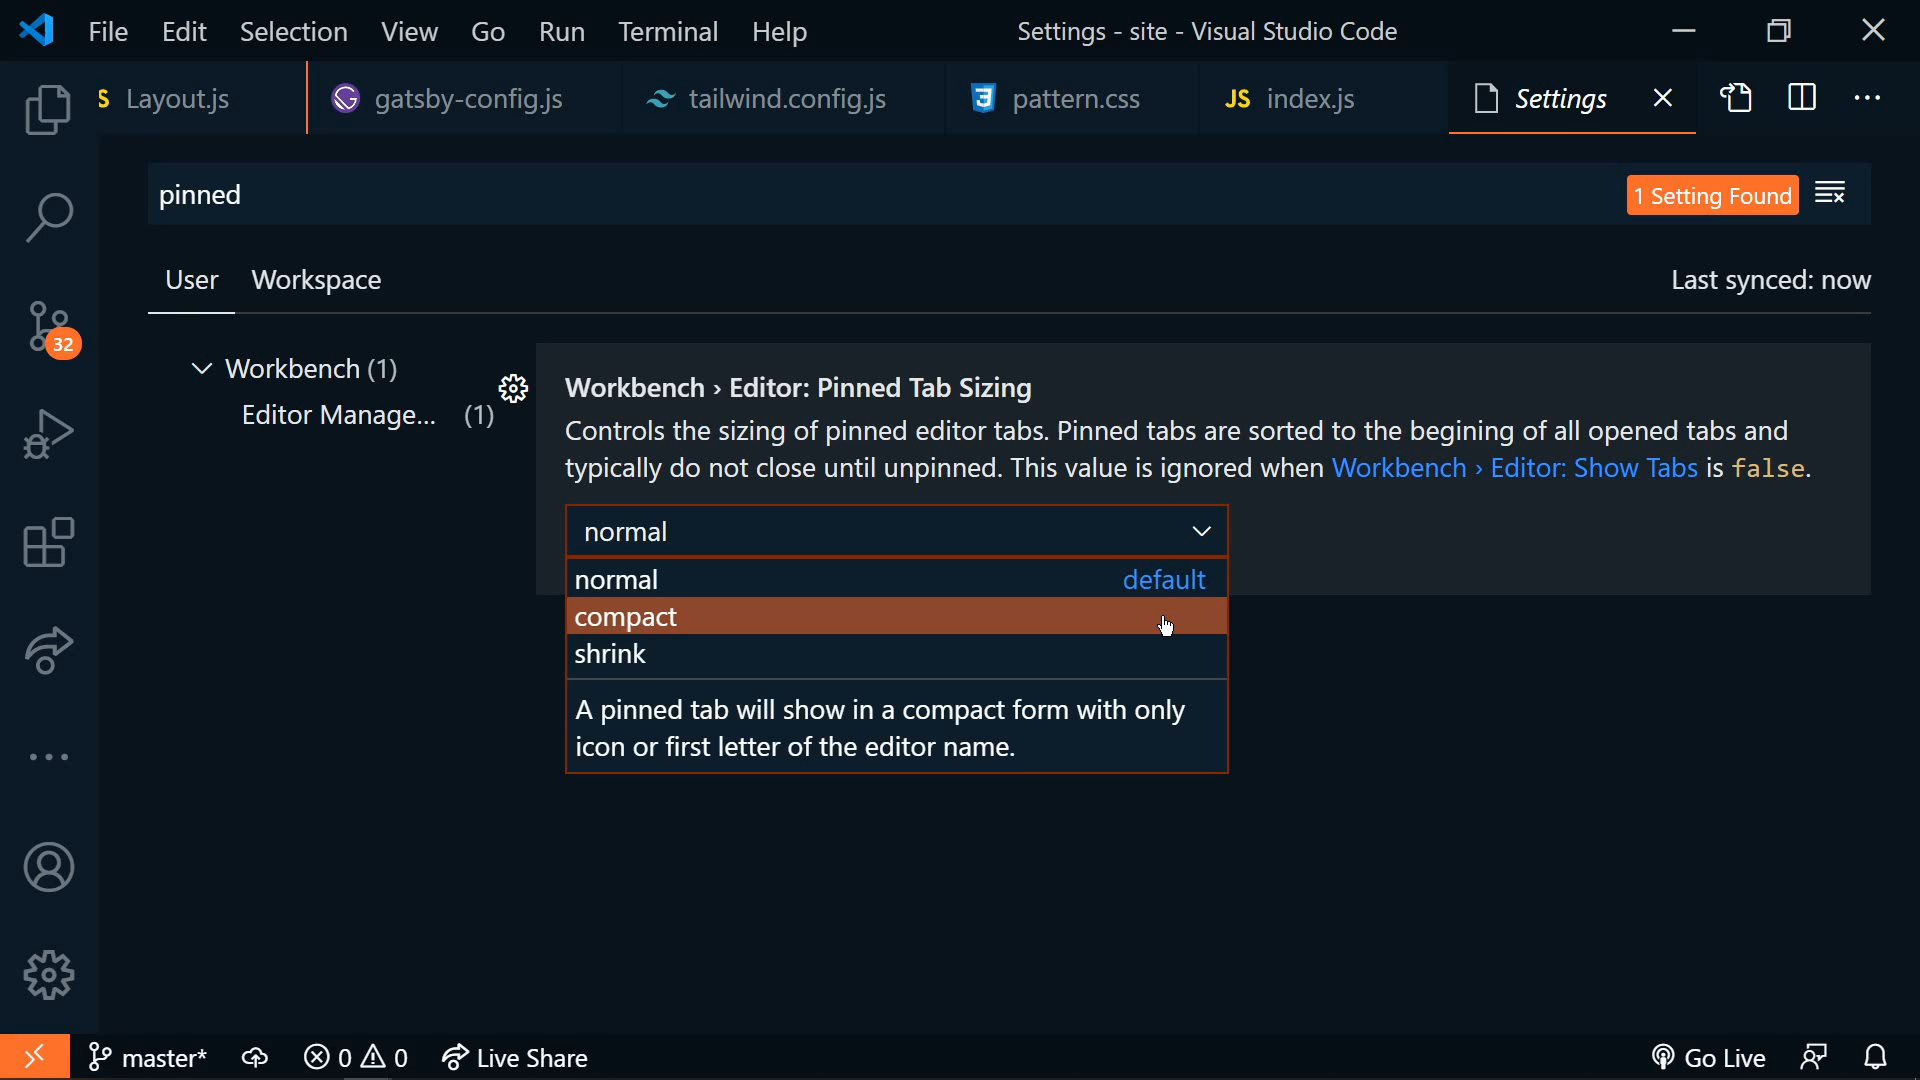 File Edit Selection View Go Run Terminal Help Settings - site - Visual Studio Code
S Layout.js gatsby-config.js tailwind.config.js pattern.css JS index.js Settings
pinned 1 Setting Found
User Workspace Last synced: now
Workbench (1)
Editor Manage... (1)
Workbench › Editor: Pinned Tab Sizing
Controls the sizing of pinned editor tabs. Pinned tabs are sorted to the begining of all opened tabs and
typically do not close until unpinned. This value is ignored when Workbench › Editor: Show Tabs is false.
normal
normal default
compact
shrink
A pinned tab will show in a compact form with only
icon or first letter of the editor name.
32
master* 0 0 Live Share Go Live